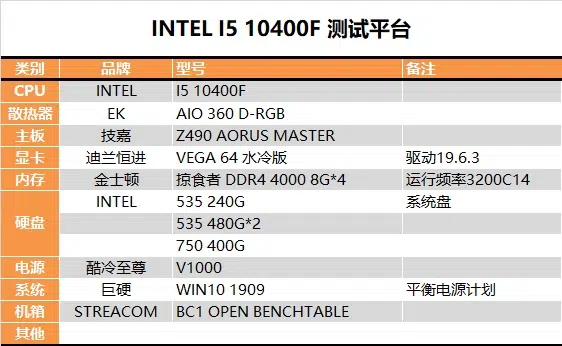 INTEL I5 10400F 测试平台
类别 品牌 型号 备注
CPU INTEL I5 10400F
散热器 EK AIO 360 D-RGB
主板 技嘉 Z490 AORUS MASTER
显卡 迪兰恒进 VEGA 64 水冷版 驱动19.6.3
内存 金士顿 掠食者 DDR4 4000 8G*4 运行频率3200C14
硬盘 INTEL 535 240G 系统盘
535 480G*2
750 400G
电源 酷冷至尊 V1000
系统 巨硬 WIN10 1909 平衡电源计划
机箱 STREACOM BC1 OPEN BENCHTABLE
其他